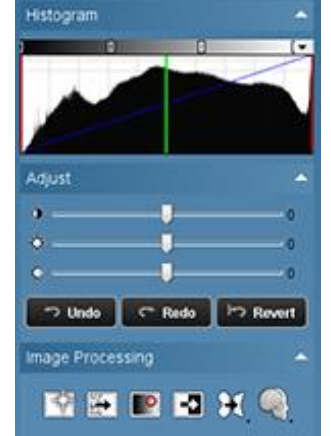 Histogram
Adjust
0
0
0
Undo Redo Revert
Image Processing